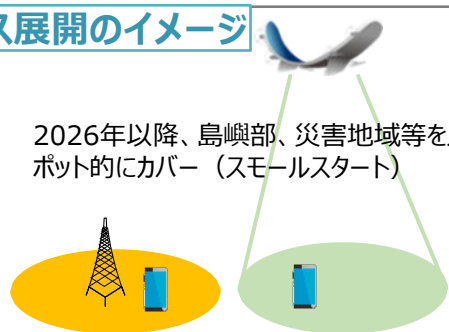 ス展開のイメージ
2026年以降、島嶼部、災害地域等を
ポット的にカバー（スモールスタート）